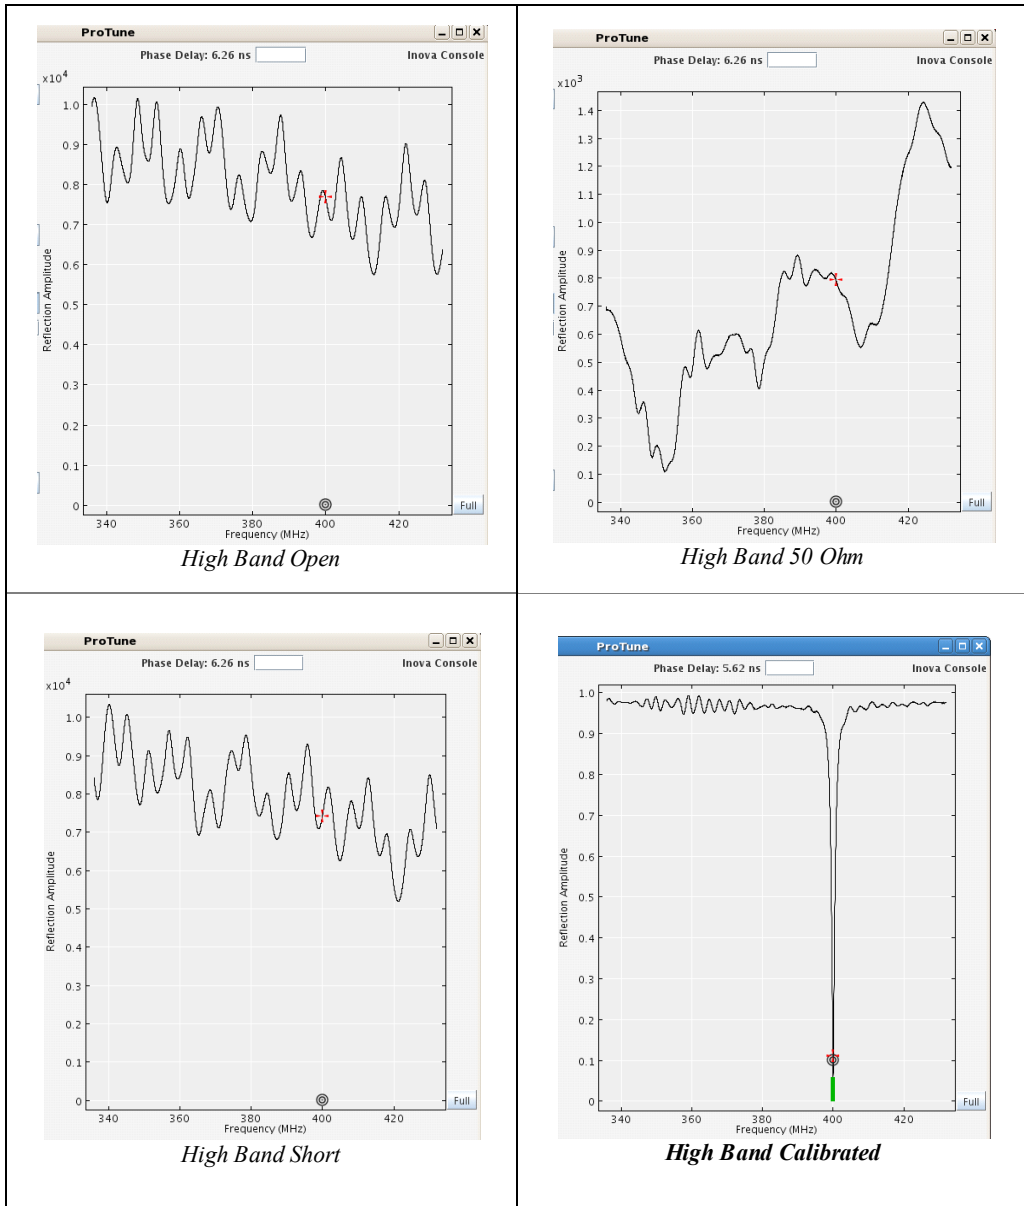 ProTune
Phase Delay: 6.26 ns
Inova Console
x10⁴
1.0
0.9
0.8
0.7
0.6
0.5
0.4
0.3
0.2
0.1
0
Reflection Amplitude
340 360 380 400 420
Frequency (MHz)
Full
High Band Open
ProTune
Phase Delay: 6.26 ns
Inova Console
x10³
1.4
1.3
1.2
1.1
1.0
0.9
0.8
0.7
0.6
0.5
0.4
0.3
0.2
0.1
0
Reflection Amplitude
340 360 380 400 420
Frequency (MHz)
Full
High Band 50 Ohm
ProTune
Phase Delay: 6.26 ns
Inova Console
x10⁴
1.0
0.9
0.8
0.7
0.6
0.5
0.4
0.3
0.2
0.1
0
Reflection Amplitude
340 360 380 400 420
Frequency (MHz)
Full
High Band Short
ProTune
Phase Delay: 5.62 ns
Inova Console
1.0
0.9
0.8
0.7
0.6
0.5
0.4
0.3
0.2
0.1
0
Reflection Amplitude
340 360 380 400 420
Frequency (MHz)
Full
High Band Calibrated